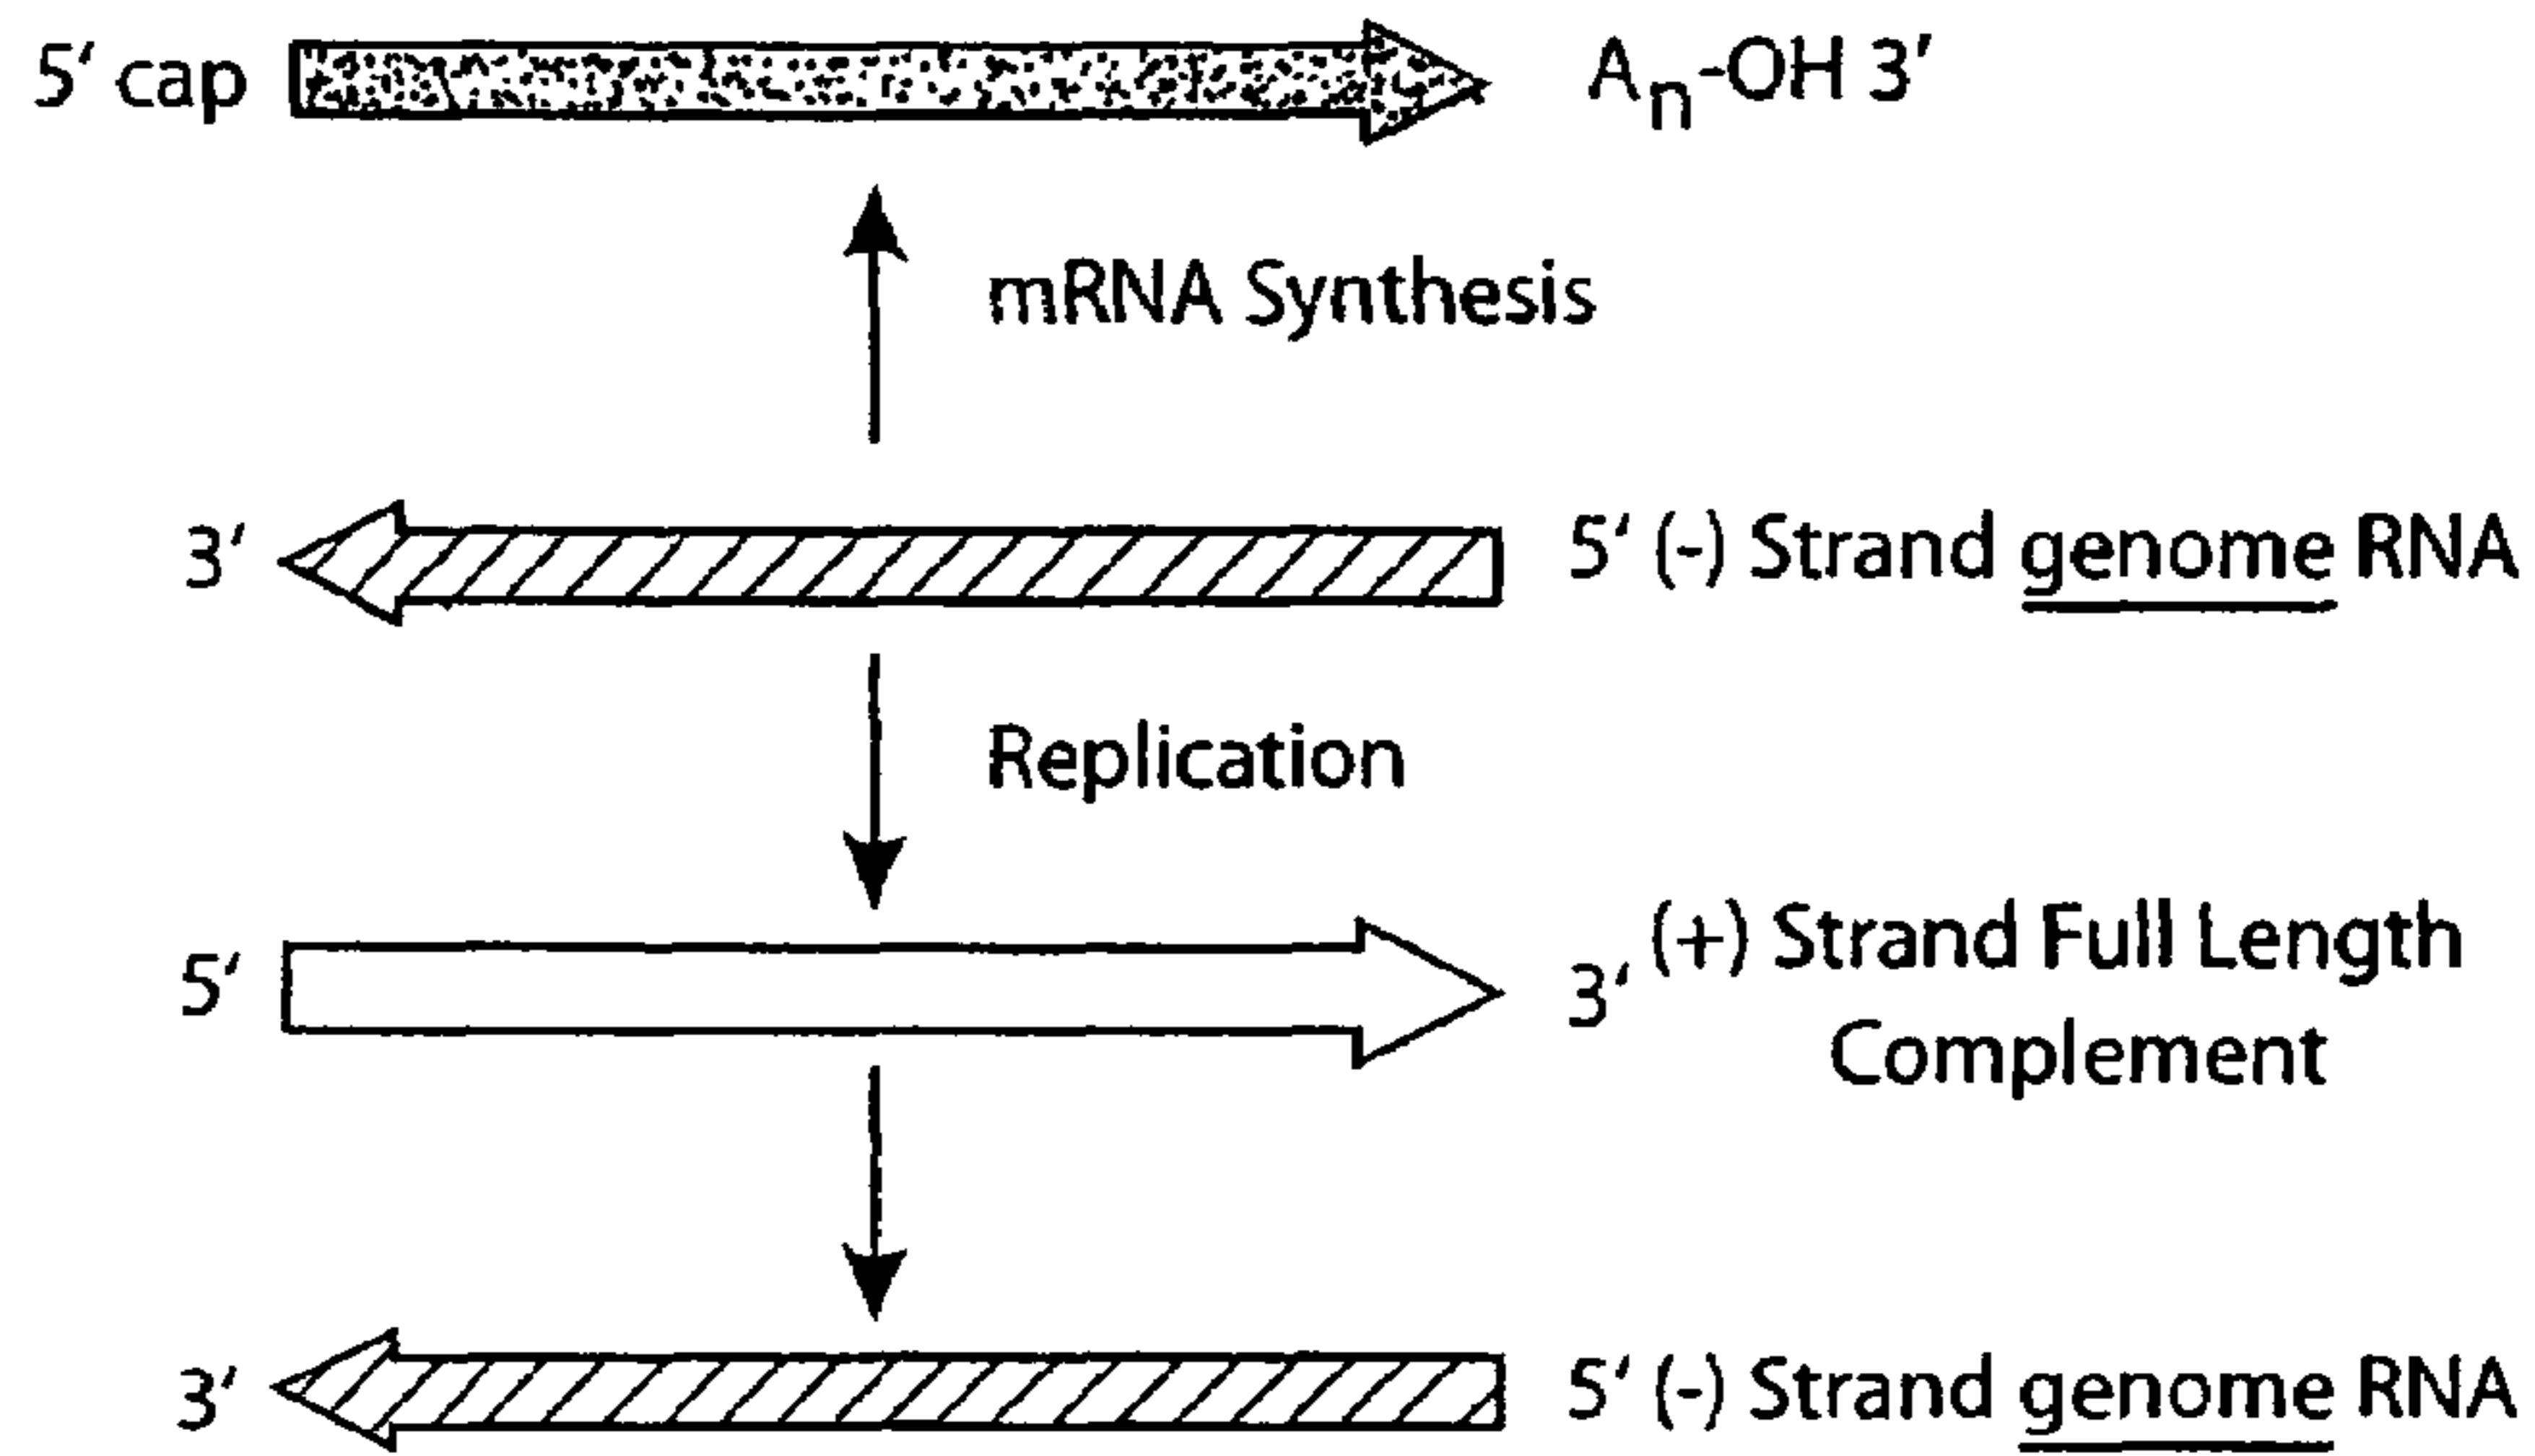 5′ cap Aₙ-OH 3′
mRNA Synthesis
3′ 5′ (-) Strand genome RNA
Replication
5′ 3′ (+) Strand Full Length
Complement
3′ 5′ (-) Strand genome RNA